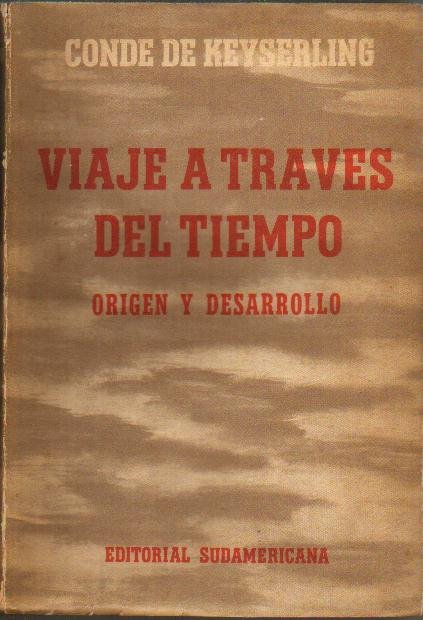 CONDE DE KEYSERLING
VIAJE A TRAVES
DEL TIEMPO
ORIGEN Y DESARROLLO
EDITORIAL SUDAMERICANA